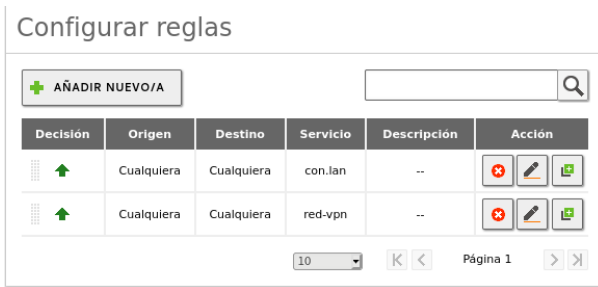 Configurar reglas
AÑADIR NUEVO/A
Decisión Origen Destino Servicio Descripción Acción
Cualquiera Cualquiera con.lan --
Cualquiera Cualquiera red-vpn --
10 Página 1